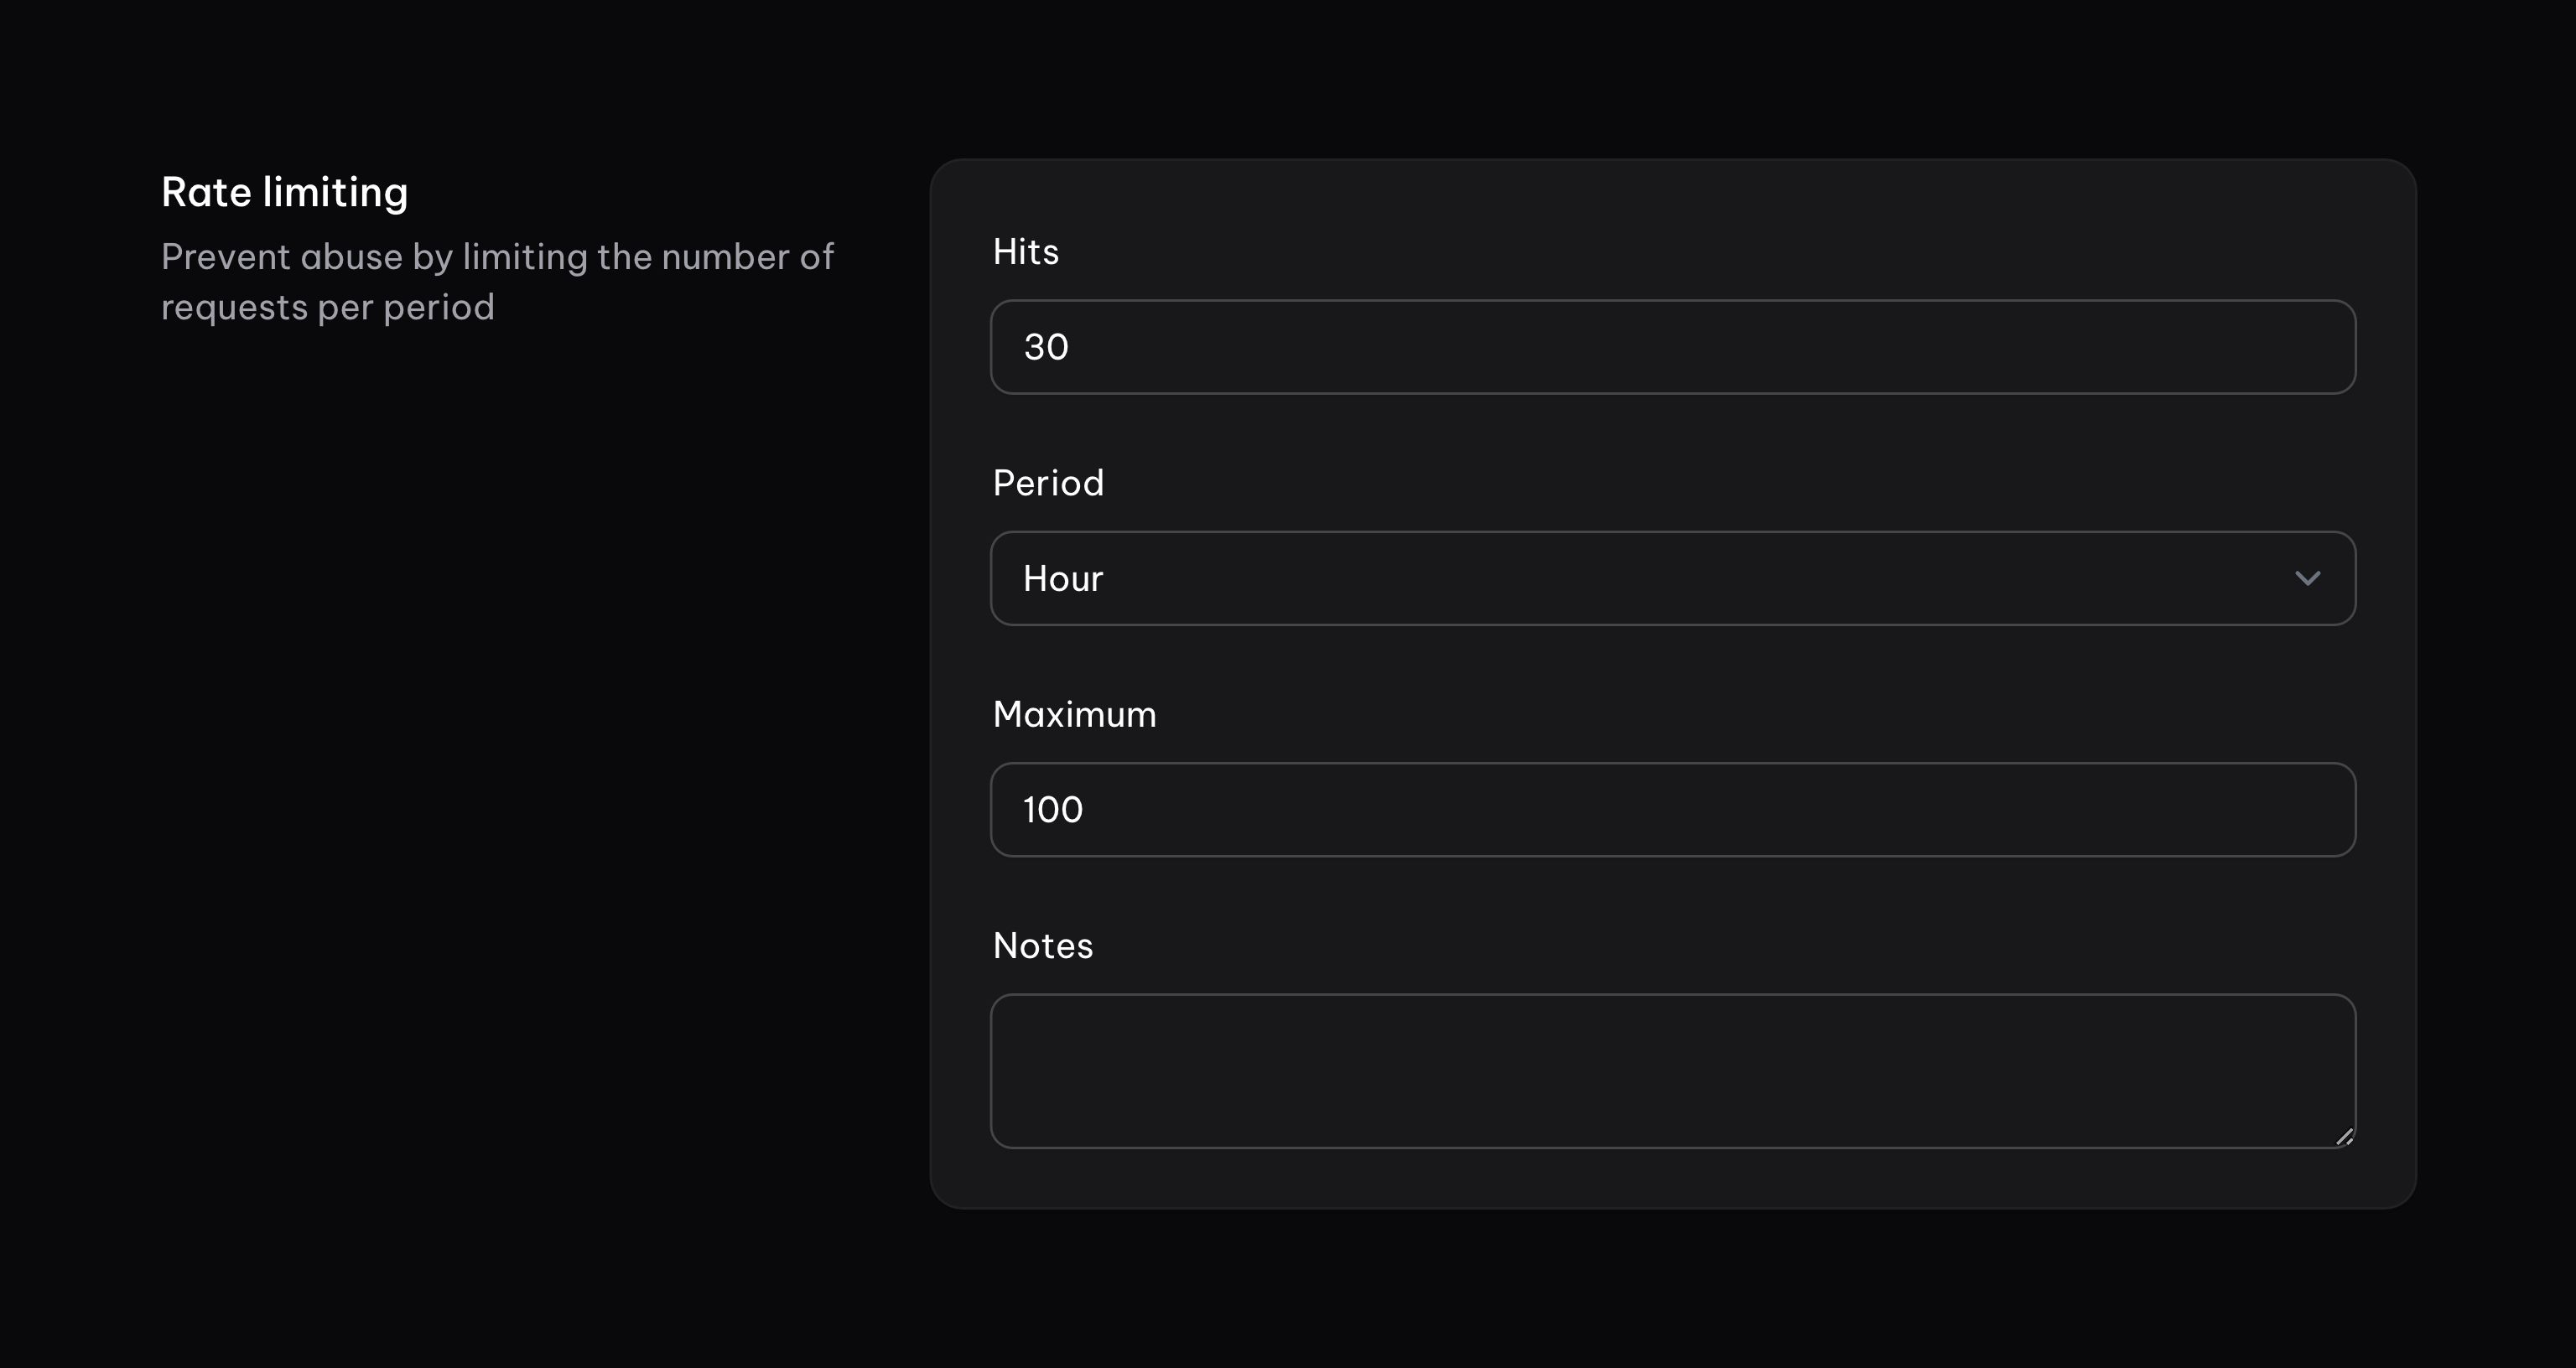 Rate limiting
Prevent abuse by limiting the number of
requests per period
Hits
30
Period
Hour
Maximum
100
Notes